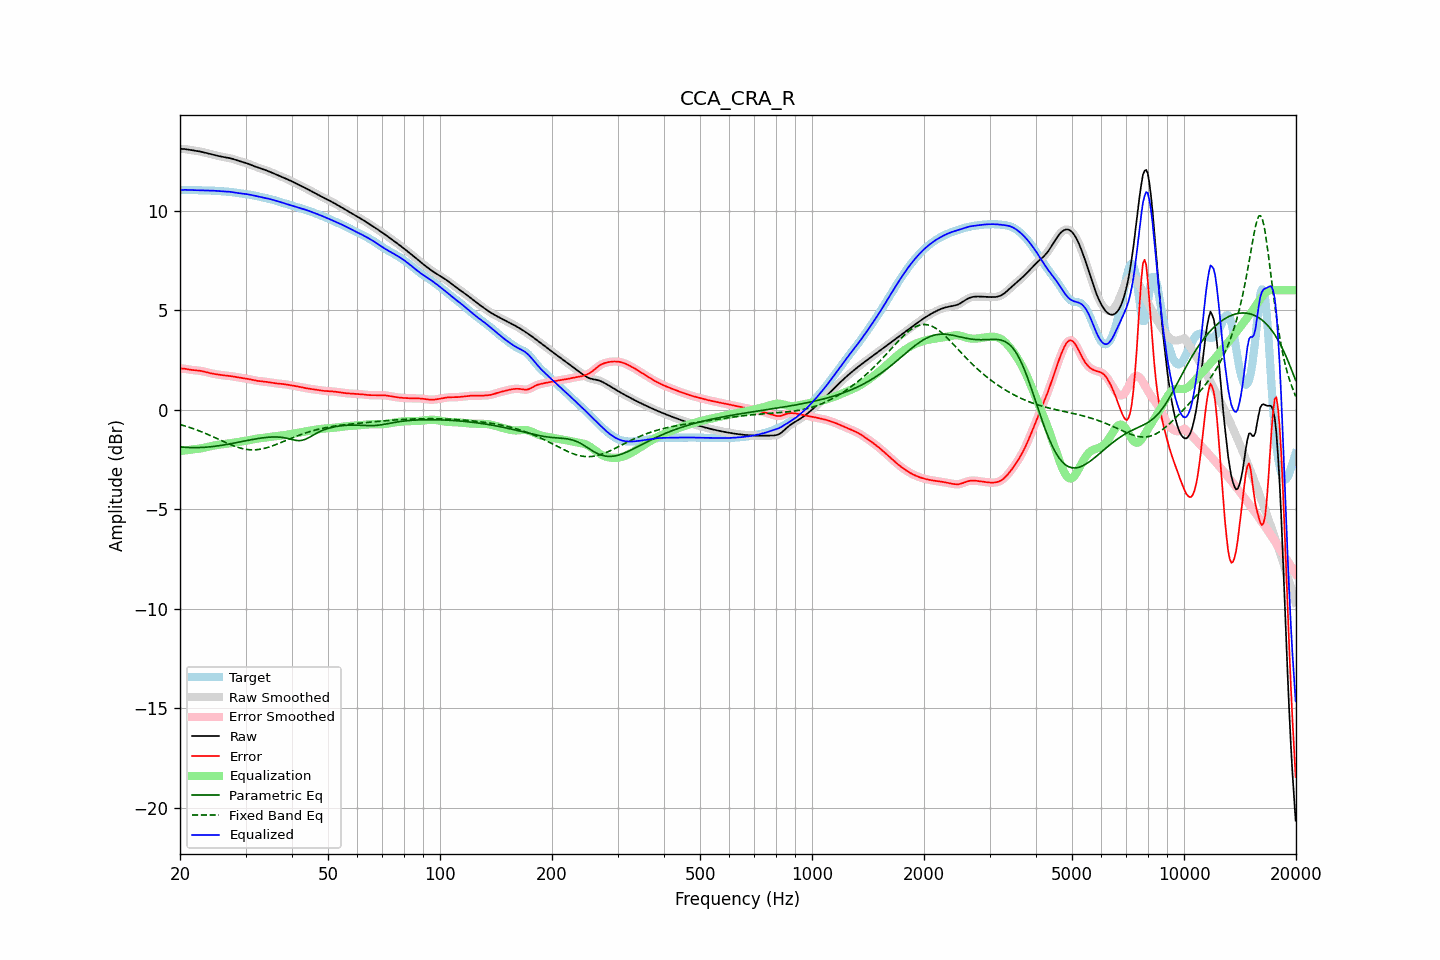 CCA_CRA_R
Amplitude (dBr)
10
5
0
−5
−10
−15
−20
Target
Raw Smoothed
Error Smoothed
Raw
Error
Equalization
Parametric Eq
Fixed Band Eq
Equalized
20 50 100 200 500 1000 2000 5000 10000 20000
Frequency (Hz)